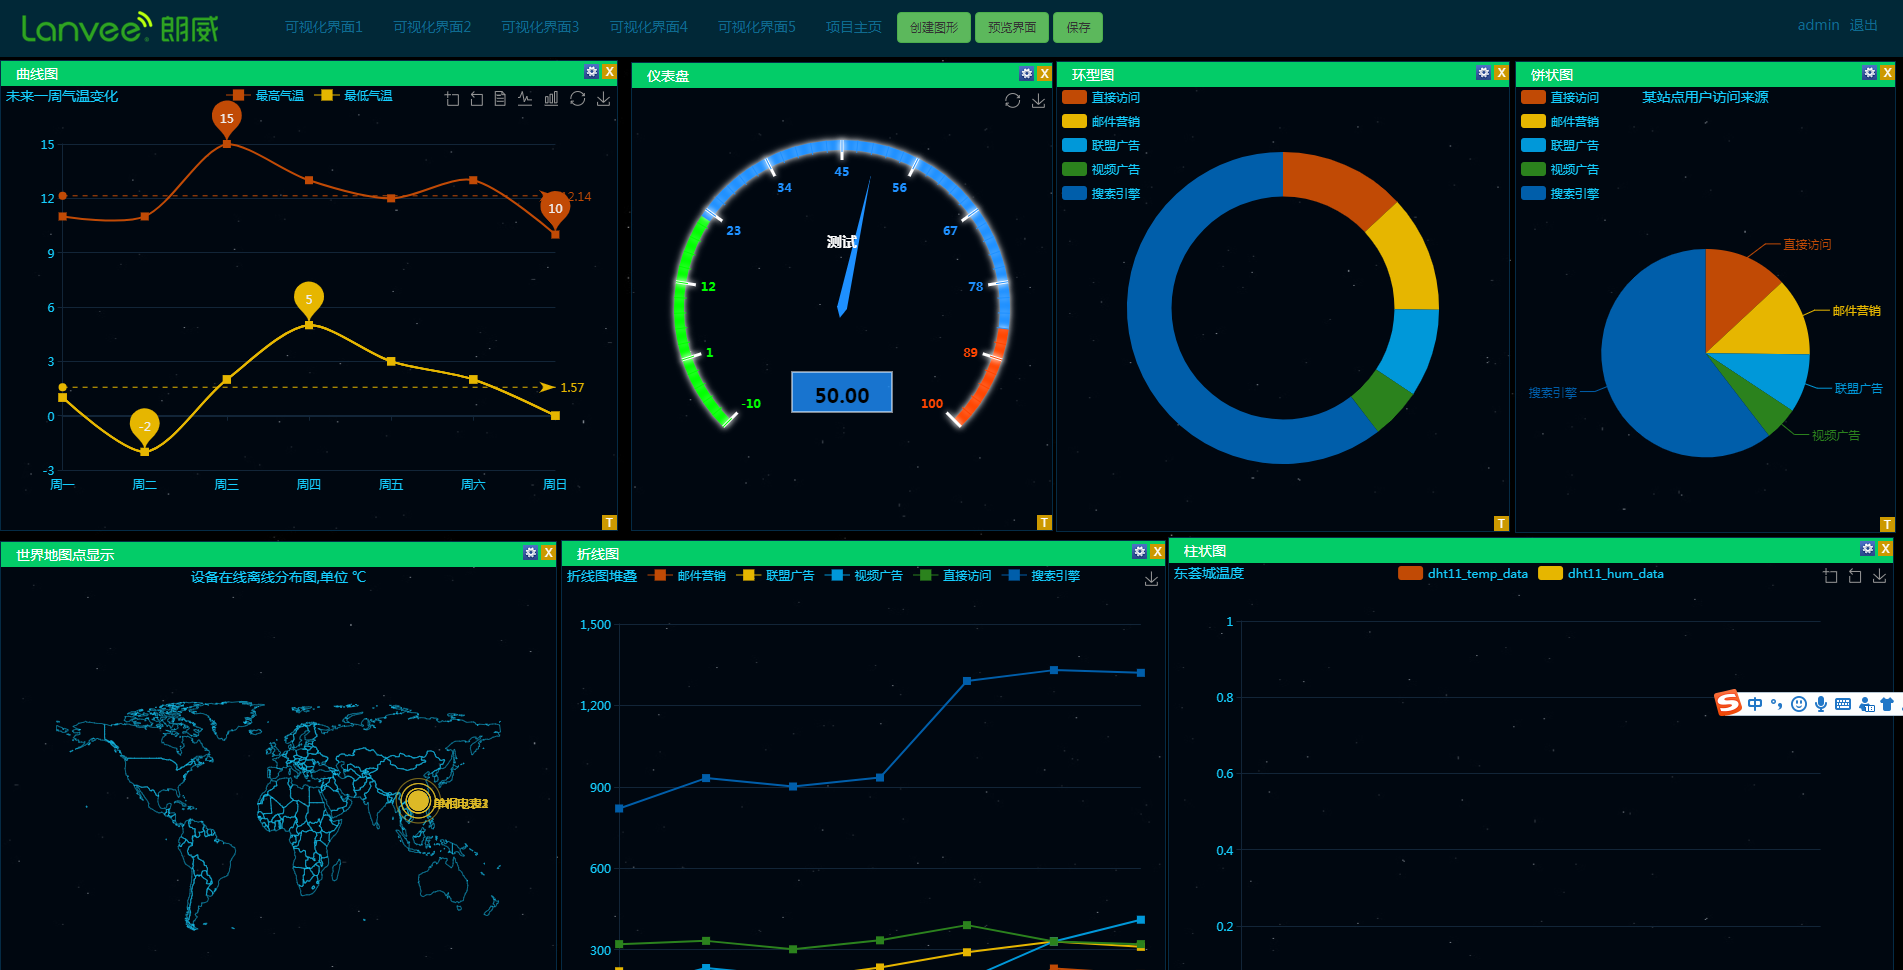 Lanvee 朗威
可视化界面1 可视化界面2 可视化界面3 可视化界面4 可视化界面5 项目主页 创建图形 预览界面 保存 admin 退出
曲线图 X
未来一周气温变化 最高气温 最低气温
15
12
9
6
3
0
-3
15
12.14
10
5
1.57
-2
周一 周二 周三 周四 周五 周六 周日
T
仪表盘 X
-10
1
12
23
34
45
56
67
78
89
100
测试
50.00
T
环型图 X
直接访问
邮件营销
联盟广告
视频广告
搜索引擎
T
饼状图 X
某站点用户访问来源
直接访问
邮件营销
联盟广告
视频广告
搜索引擎
直接访问
邮件营销
联盟广告
视频广告
搜索引擎
T
世界地图点显示 X
设备在线离线分布图,单位 ℃
折线图 X
折线图堆叠 邮件营销 联盟广告 视频广告 直接访问 搜索引擎
1,500
1,200
900
600
300
柱状图 X
东荟城温度 dht11_temp_data dht11_hum_data
1
0.8
0.6
0.4
0.2
S 中